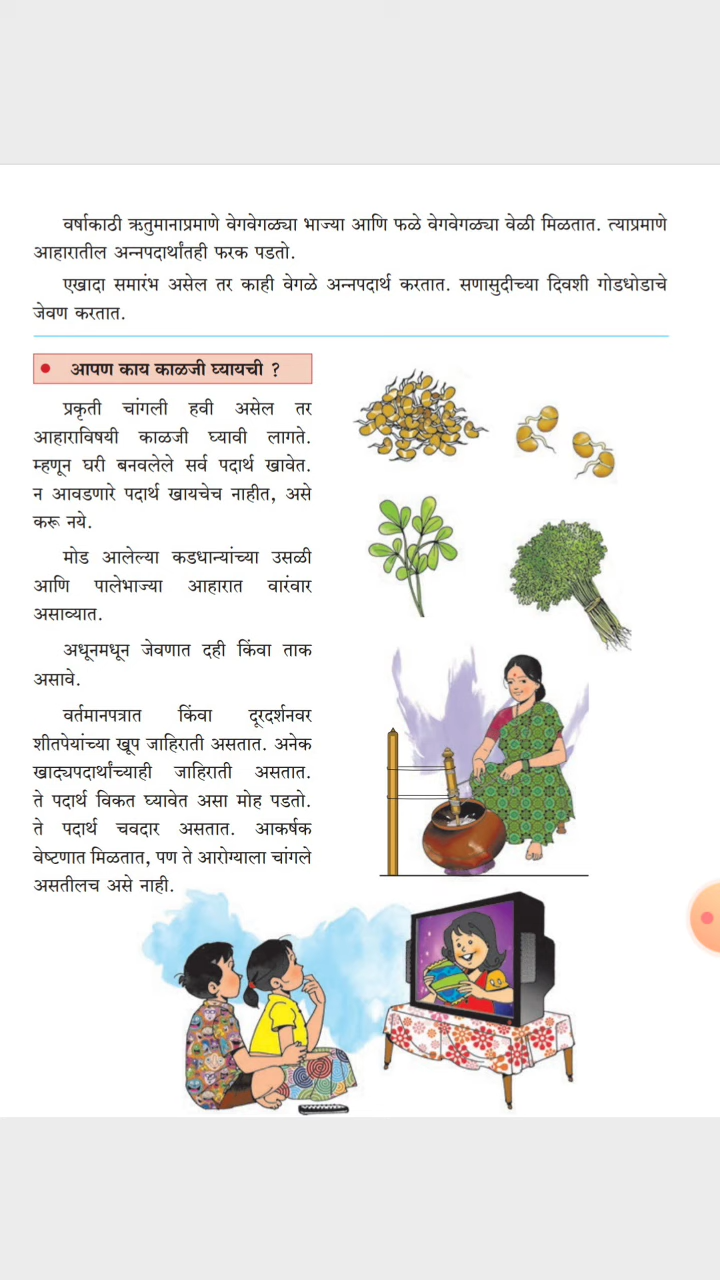 वर्षाकाठी ऋतुमानाप्रमाणे वेगवेगळ्या भाज्या आणि फळे वेगवेगळ्या वेळी मिळतात. त्याप्रमाणे
आहारातील अन्नपदार्थांतही फरक पडतो.
एखादा समारंभ असेल तर काही वेगळे अन्नपदार्थ करतात. सणासुदीच्या दिवशी गोडधोडाचे
जेवण करतात.
• आपण काय काळजी घ्यायची ?
प्रकृती चांगली हवी असेल तर
आहाराविषयी काळजी घ्यावी लागते.
म्हणून घरी बनवलेले सर्व पदार्थ खावेत.
न आवडणारे पदार्थ खायचेच नाहीत, असे
करू नये.
मोड आलेल्या कडधान्यांच्या उसळी
आणि पालेभाज्या आहारात वारंवार
असाव्यात.
अधूनमधून जेवणात दही किंवा ताक
असावे.
वर्तमानपत्रात किंवा दूरदर्शनवर
शीतपेयांच्या खूप जाहिराती असतात. अनेक
खाद्यपदार्थांच्याही जाहिराती असतात.
ते पदार्थ विकत घ्यावेत असा मोह पडतो.
ते पदार्थ चवदार असतात. आकर्षक
वेष्टणात मिळतात, पण ते आरोग्याला चांगले
असतीलच असे नाही.